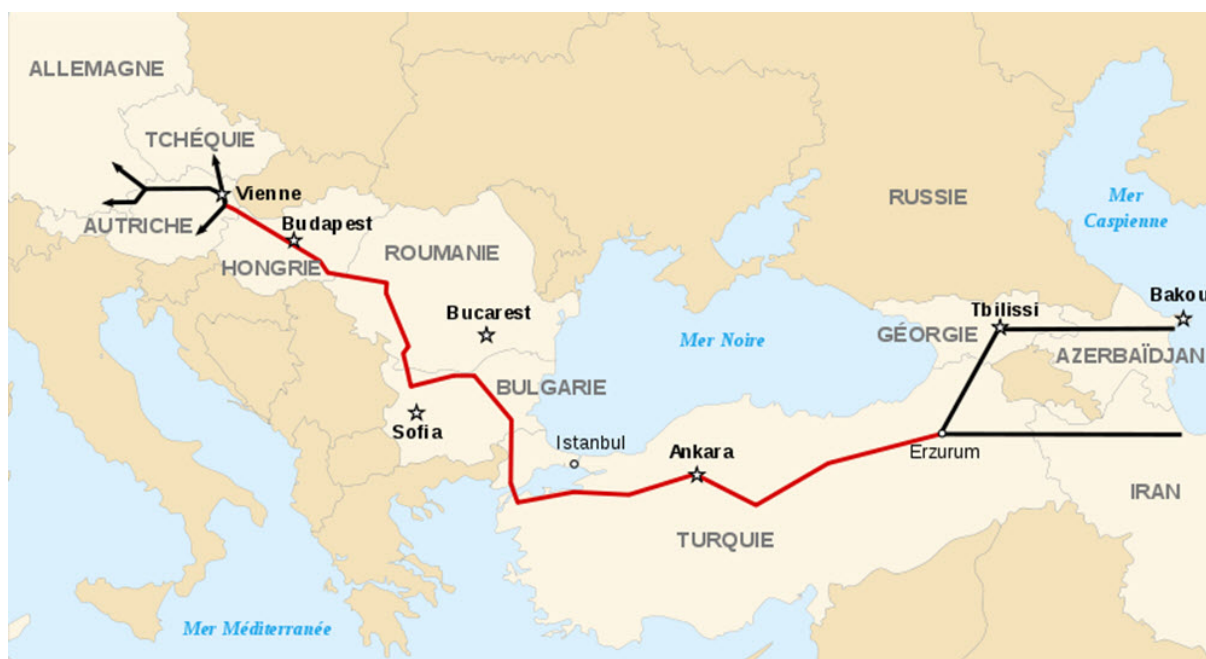 ALLEMAGNE
TCHÉQUIE
Vienne
AUTRICHE
Budapest
HONGRIE
ROUMANIE
Bucarest
BULGARIE
Sofia
Istanbul
Ankara
TURQUIE
Erzurum
Mer Noire
RUSSIE
Mer
Caspienne
Tbilissi
Bakou
GÉORGIE
AZERBAÏDJAN
IRAN
Mer Méditerranée